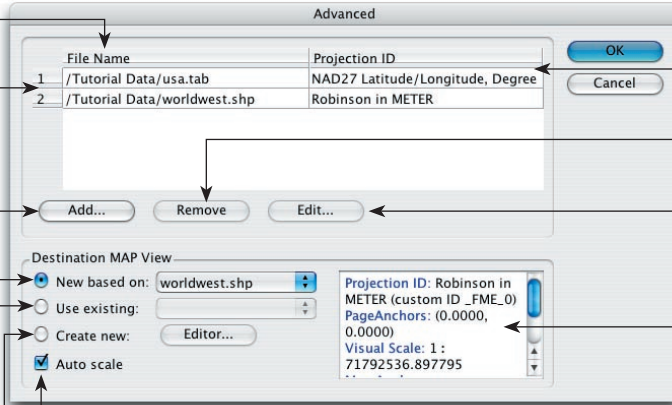 Advanced
File Name Projection ID
1 /Tutorial Data/usa.tab NAD27 Latitude/Longitude, Degree
2 /Tutorial Data/worldwest.shp Robinson in METER
OK
Cancel
Add... Remove Edit...
Destination MAP View
New based on: worldwest.shp
Use existing:
Create new: Editor...
Auto scale
Projection ID: Robinson in
METER (custom ID _FME_0)
PageAnchors: (0.0000,
0.0000)
Visual Scale: 1 :
71792536.897795